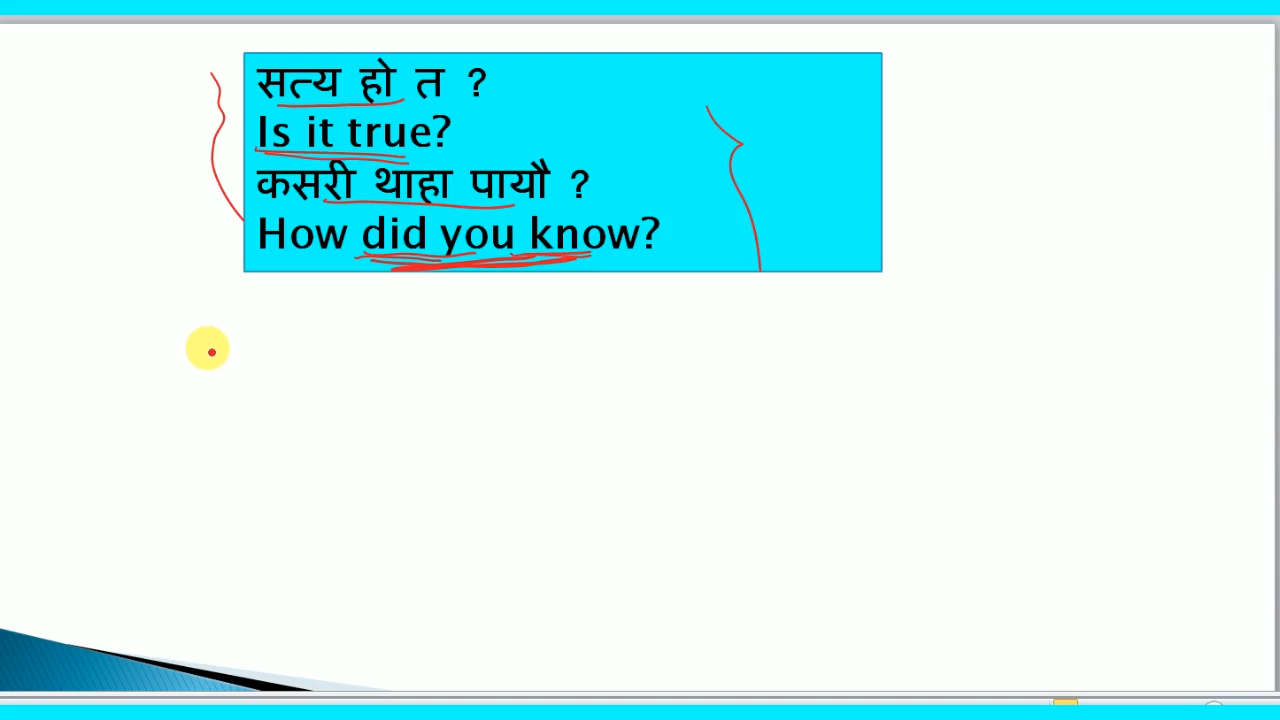 सत्य हो त ?
Is it true?
कसरी थाहा पायौ ?
How did you know?